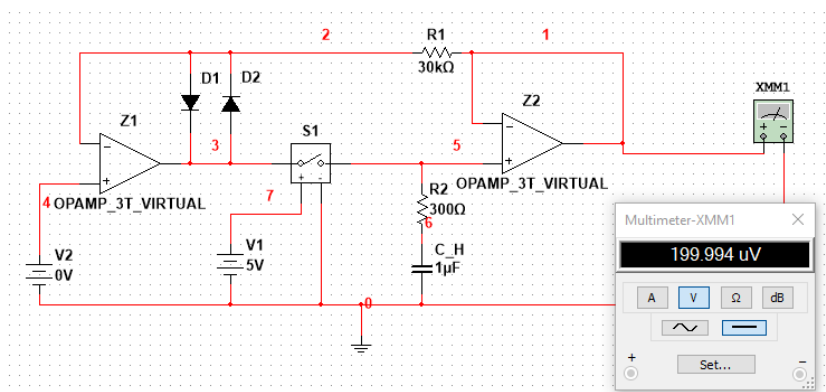 2
R1
1
30kΩ
XMM1
D1
D2
Z2
Z1
S1
3
5
7
4
OPAMP_3T_VIRTUAL
OPAMP_3T_VIRTUAL
R2
300Ω
6
V2
0V
V1
5V
C_H
1µF
0
Multimeter-XMM1
199.994 uV
A V Ω dB
Set...